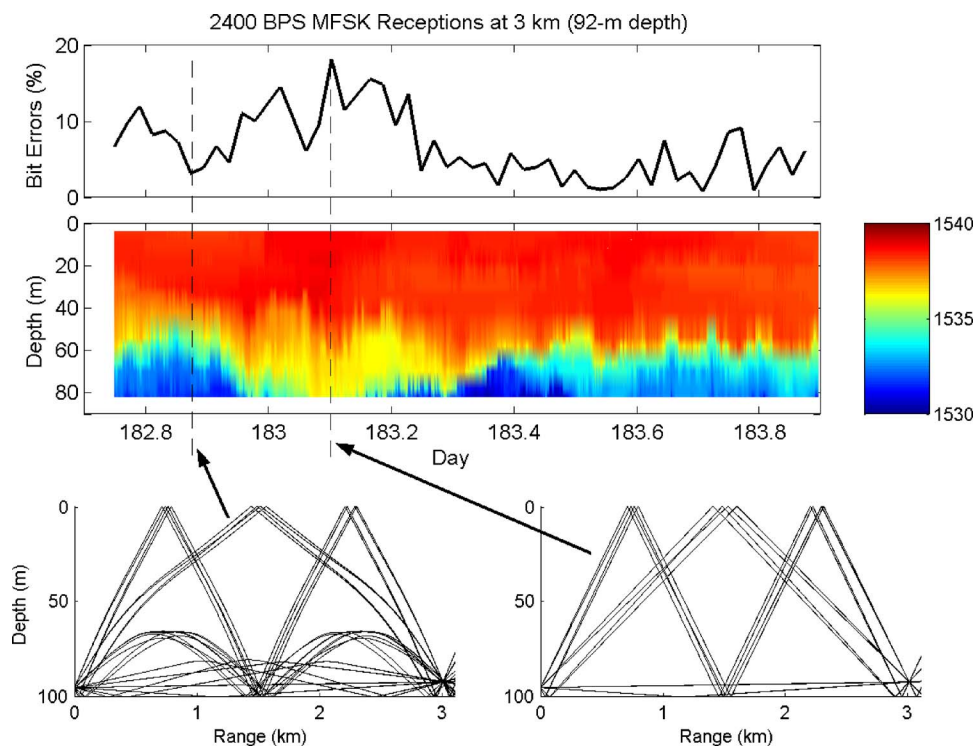 2400 BPS MFSK Receptions at 3 km (92-m depth)
Bit Errors (%)
20
10
0
Depth (m)
0
20
40
60
80
182.8 183 183.2 183.4 183.6 183.8
Day
1540
1535
1530
Depth (m)
0
50
100
0 1 2 3
Range (km)
0
50
100
0 1 2 3
Range (km)